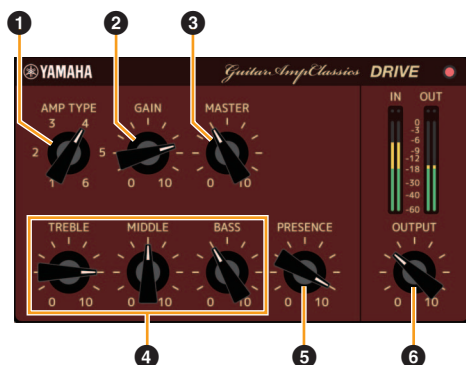 1 2 3
YAMAHA Guitar Amp Classics DRIVE
IN OUT
AMP TYPE GAIN MASTER
3 4
2 5
1 6 0 10 0 10
0
-3
-6
-9
-12
-18
-30
-40
-60
TREBLE MIDDLE BASS PRESENCE OUTPUT
0 10 0 10 0 10 0 10 0 10
4 5 6